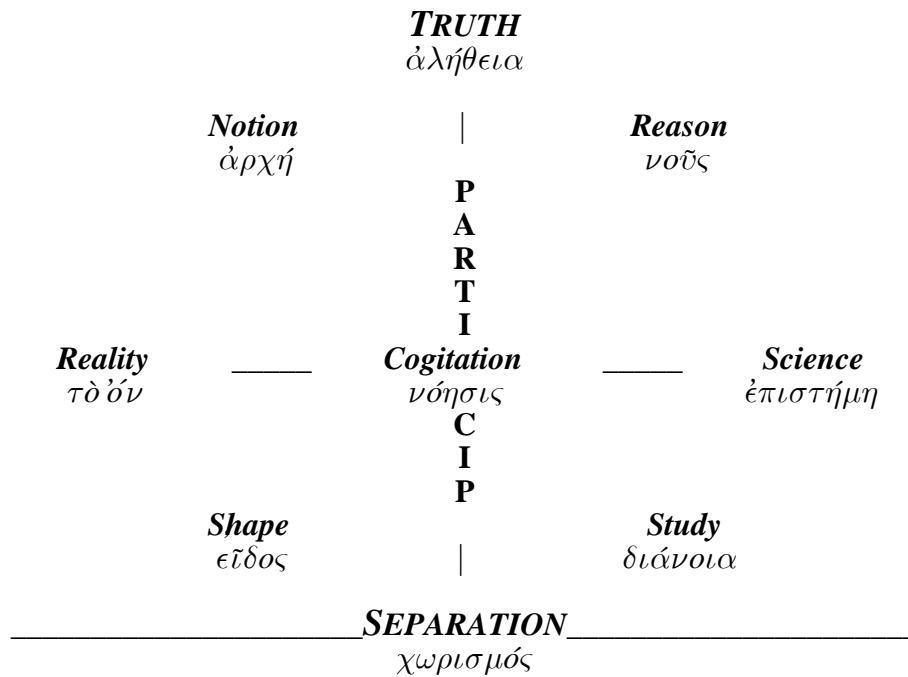 TRUTH
ἀλήθεια
Notion | Reason
ἀρχή νοῦς
P
A
R
T
I
Reality _____ Cogitation _____ Science
τὸ ὄν νόησις ἐπιστήμη
C
I
P
Shape Study
εἶδος | διάνοια
______________________SEPARATION______________________
χωρισμός